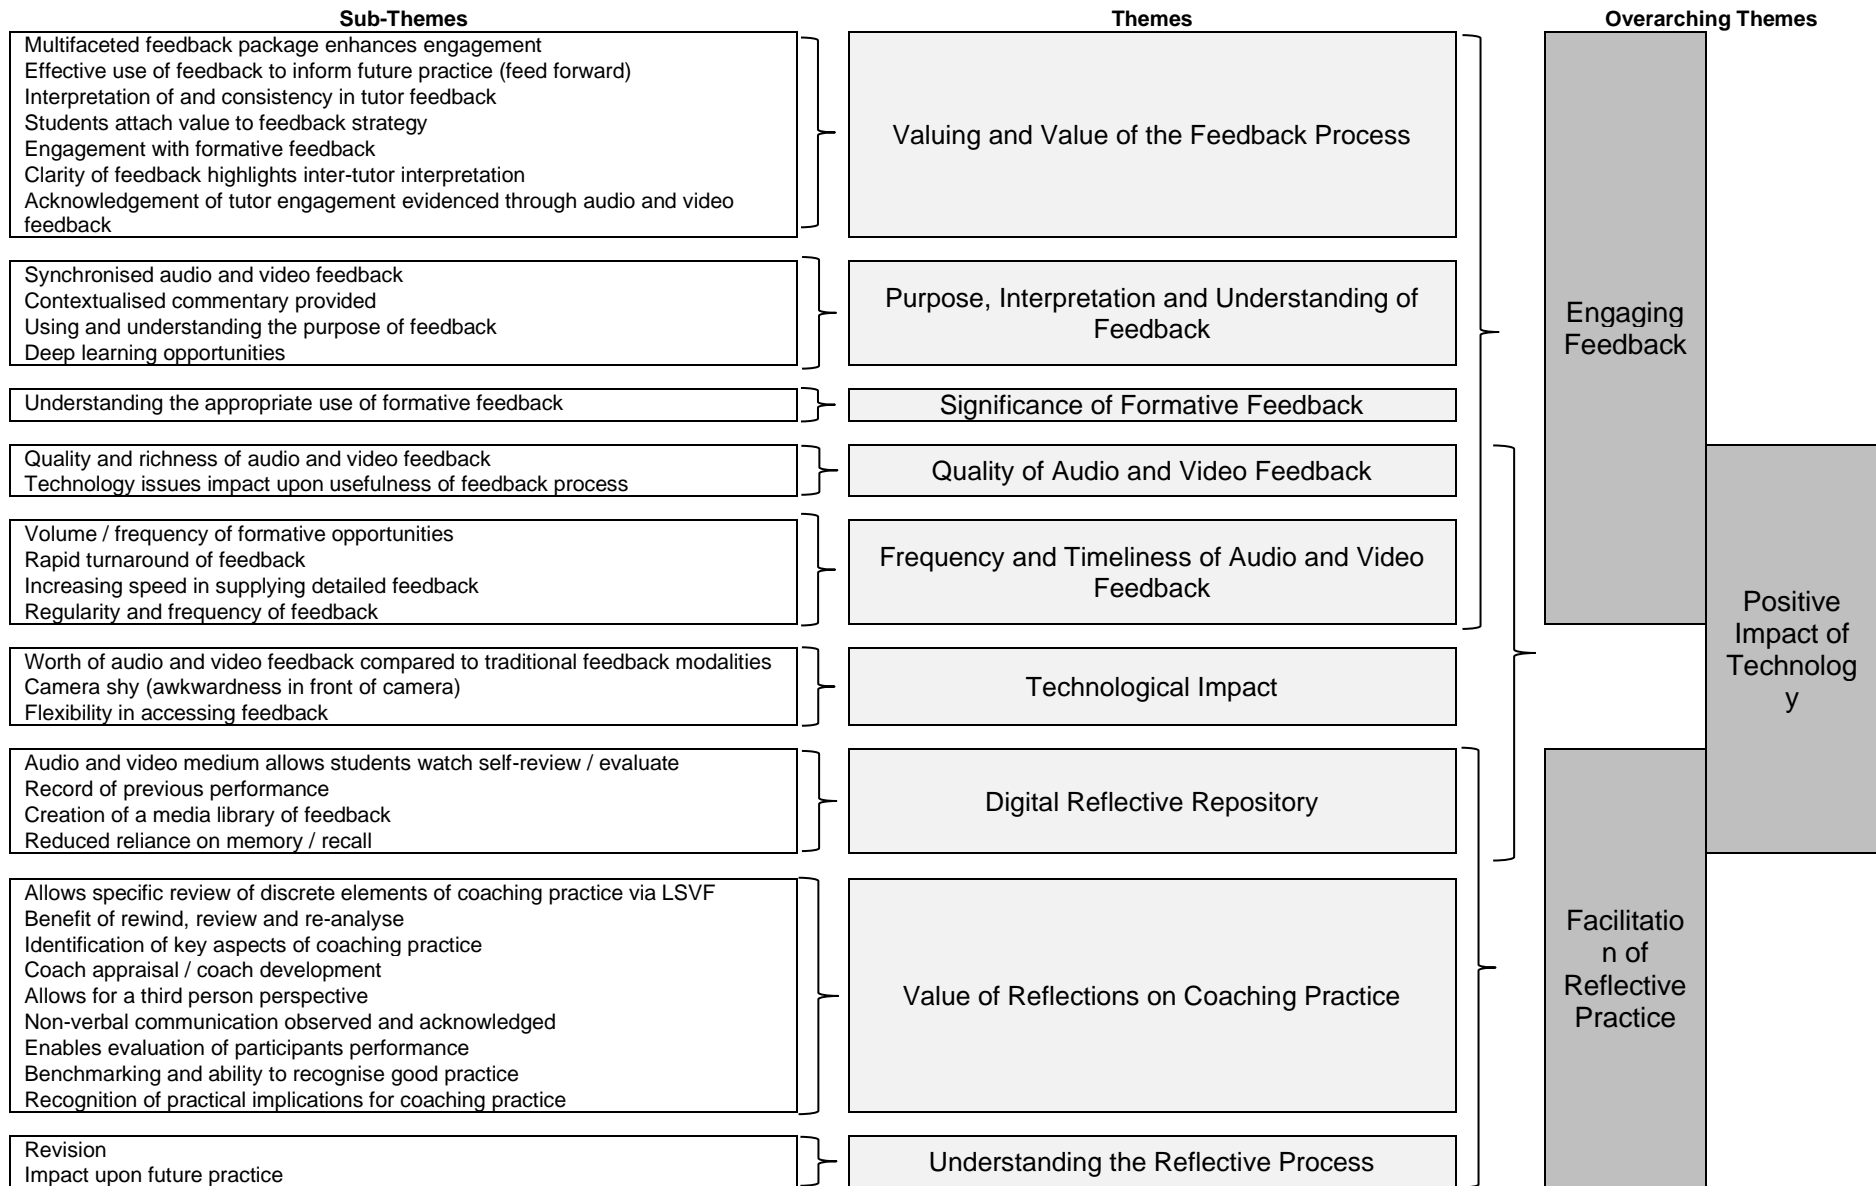 Sub-Themes
Themes
Overarching Themes
Multifaceted feedback package enhances engagement
Effective use of feedback to inform future practice (feed forward)
Interpretation of and consistency in tutor feedback
Students attach value to feedback strategy
Engagement with formative feedback
Clarity of feedback highlights inter-tutor interpretation
Acknowledgement of tutor engagement evidenced through audio and video
feedback
Valuing and Value of the Feedback Process
Synchronised audio and video feedback
Contextualised commentary provided
Using and understanding the purpose of feedback
Deep learning opportunities
Purpose, Interpretation and Understanding of
Feedback
Understanding the appropriate use of formative feedback
Significance of Formative Feedback
Quality and richness of audio and video feedback
Technology issues impact upon usefulness of feedback process
Quality of Audio and Video Feedback
Volume / frequency of formative opportunities
Rapid turnaround of feedback
Increasing speed in supplying detailed feedback
Regularity and frequency of feedback
Frequency and Timeliness of Audio and Video
Feedback
Worth of audio and video feedback compared to traditional feedback modalities
Camera shy (awkwardness in front of camera)
Flexibility in accessing feedback
Technological Impact
Audio and video medium allows students watch self-review / evaluate
Record of previous performance
Creation of a media library of feedback
Reduced reliance on memory / recall
Digital Reflective Repository
Allows specific review of discrete elements of coaching practice via LSVF
Benefit of rewind, review and re-analyse
Identification of key aspects of coaching practice
Coach appraisal / coach development
Allows for a third person perspective
Non-verbal communication observed and acknowledged
Enables evaluation of participants performance
Benchmarking and ability to recognise good practice
Recognition of practical implications for coaching practice
Value of Reflections on Coaching Practice
Revision
Impact upon future practice
Understanding the Reflective Process
Engaging
Feedback
Positive
Impact of
Technolog
y
Facilitatio
n of
Reflective
Practice